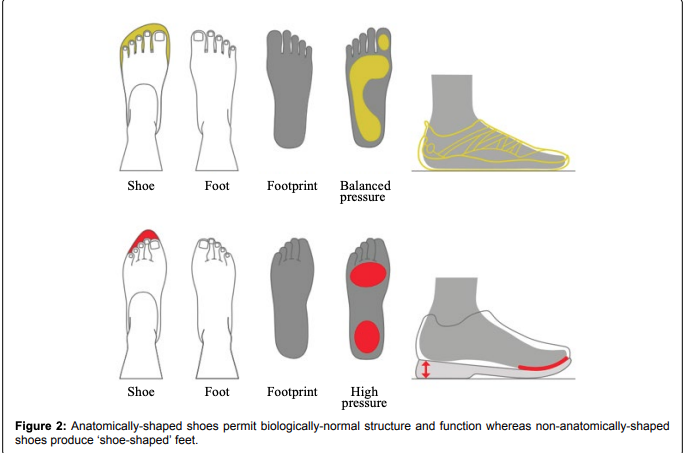 Shoe Foot Footprint Balanced pressure
Shoe Foot Footprint High pressure
Figure 2: Anatomically-shaped shoes permit biologically-normal structure and function whereas non-anatomically-shaped
shoes produce ‘shoe-shaped’ feet.